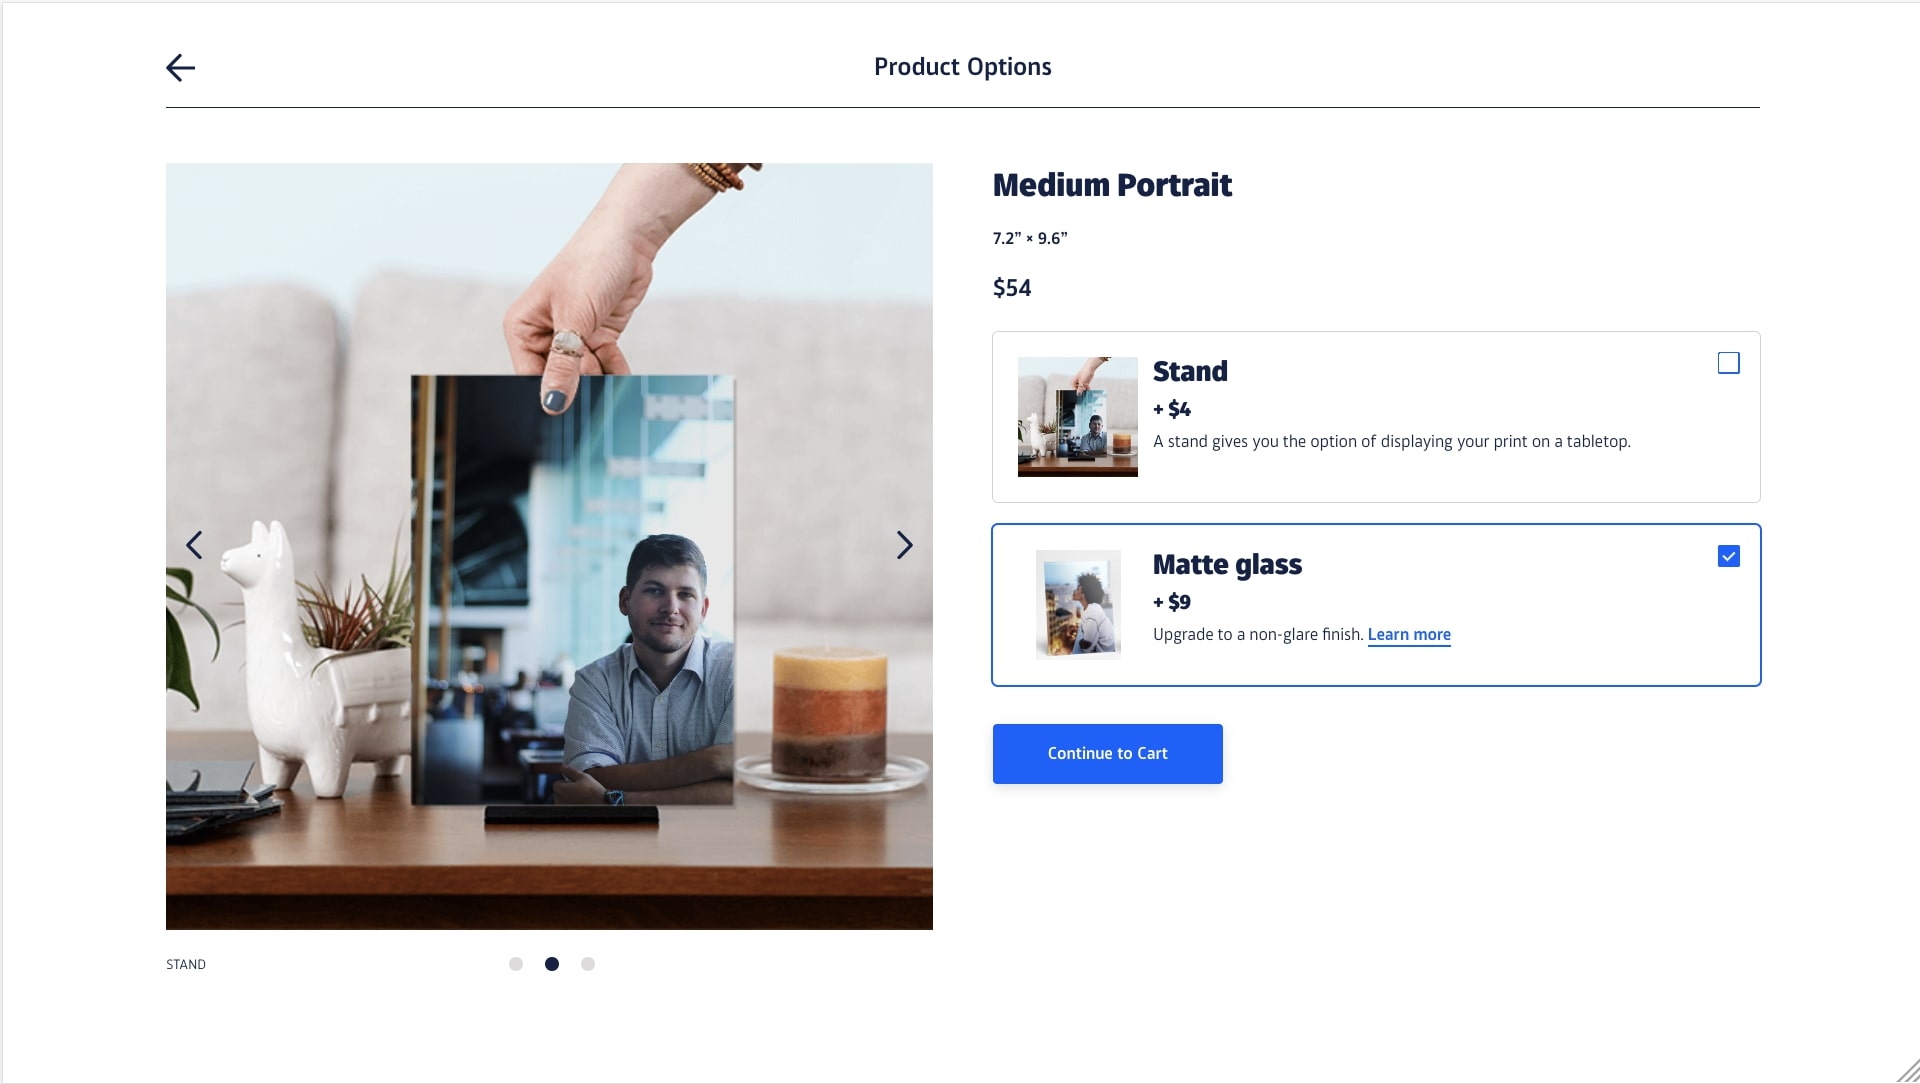 Product Options
Medium Portrait
7.2” × 9.6”
$54
Stand
+ $4
A stand gives you the option of displaying your print on a tabletop.
Matte glass
+ $9
Upgrade to a non-glare finish. Learn more
Continue to Cart
STAND